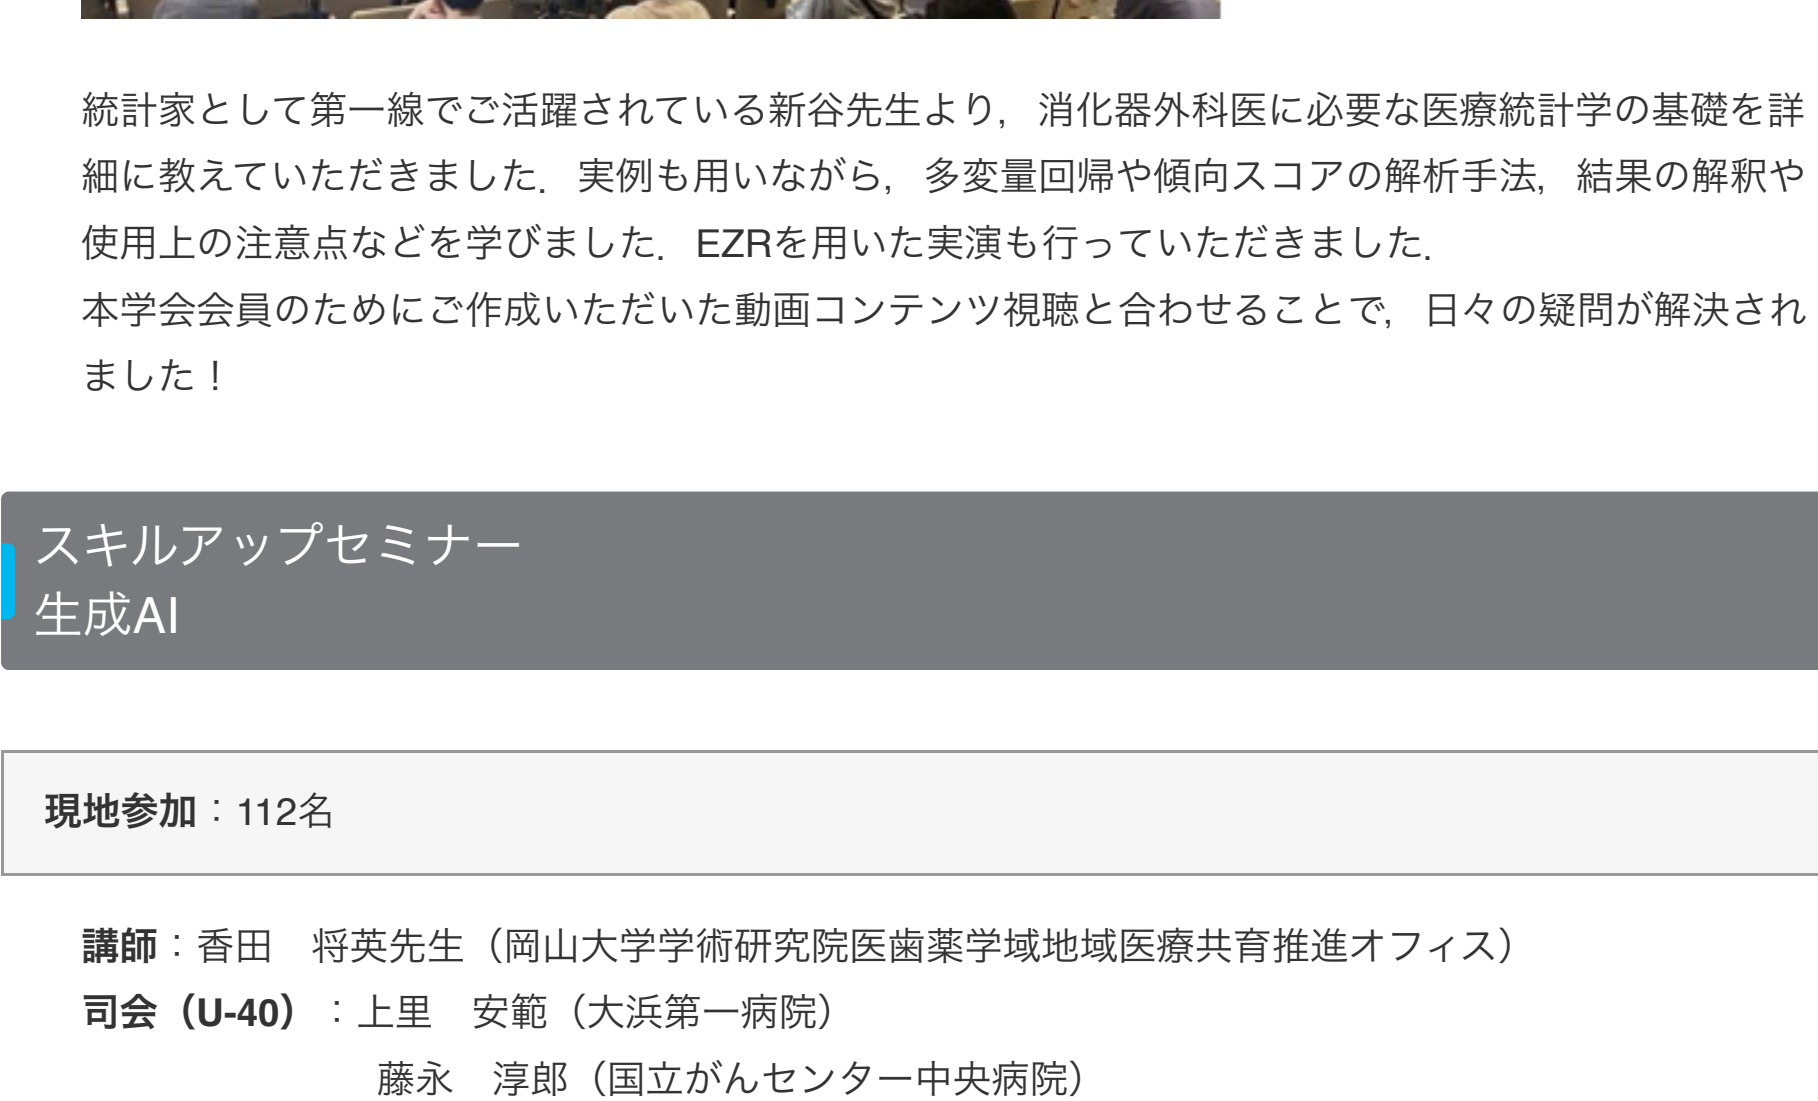 統計家として第一線でご活躍されている新谷先生より，消化器外科医に必要な医療統計学の基礎を詳
細に教えていただきました．実例も用いながら，多変量回帰や傾向スコアの解析手法，結果の解釈や
使用上の注意点などを学びました．EZRを用いた実演も行っていただきました．
本学会会員のためにご作成いただいた動画コンテンツ視聴と合わせることで，日々の疑問が解決され
ました！
スキルアップセミナー
生成AI
現地参加：112名
講師：香田　将英先生（岡山大学学術研究院医歯薬学域地域医療共育推進オフィス）
司会（U-40）：上里　安範（大浜第一病院）
藤永　淳郎（国立がんセンター中央病院）